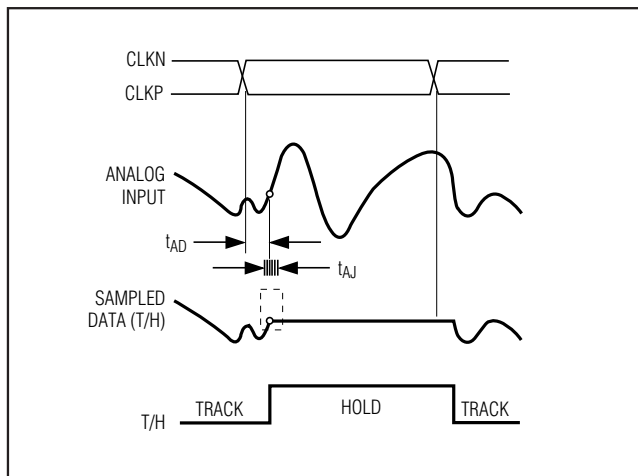 CLKN
CLKP
ANALOG
INPUT
tAD
tAJ
SAMPLED
DATA (T/H)
TRACK
HOLD
TRACK
T/H